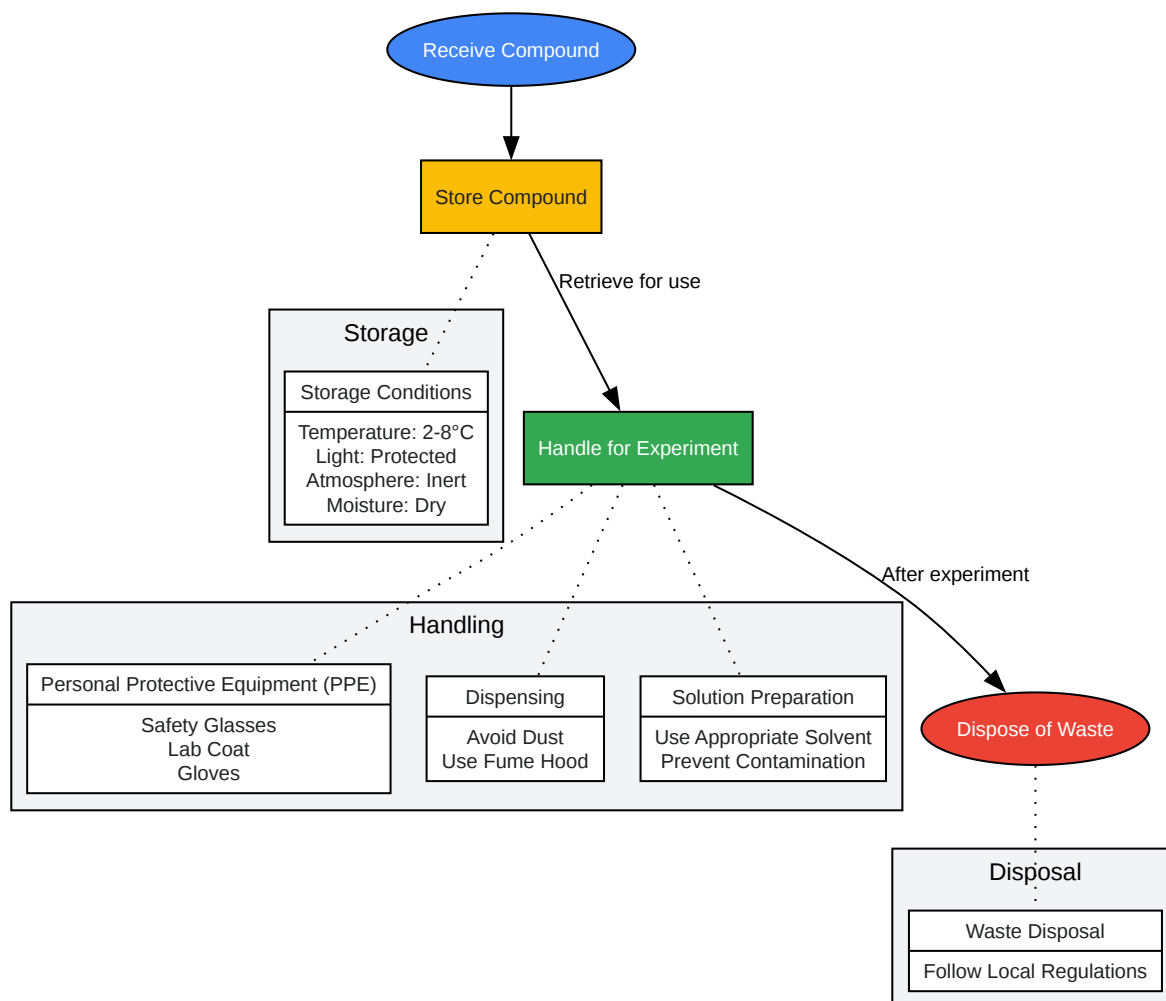 Receive Compound
Store Compound
Retrieve for use
Storage
Storage Conditions
Temperature: 2-8°C
Light: Protected
Atmosphere: Inert
Moisture: Dry
Handle for Experiment
After experiment
Handling
Personal Protective Equipment (PPE)
Safety Glasses
Lab Coat
Gloves
Dispensing
Avoid Dust
Use Fume Hood
Solution Preparation
Use Appropriate Solvent
Prevent Contamination
Dispose of Waste
Disposal
Waste Disposal
Follow Local Regulations